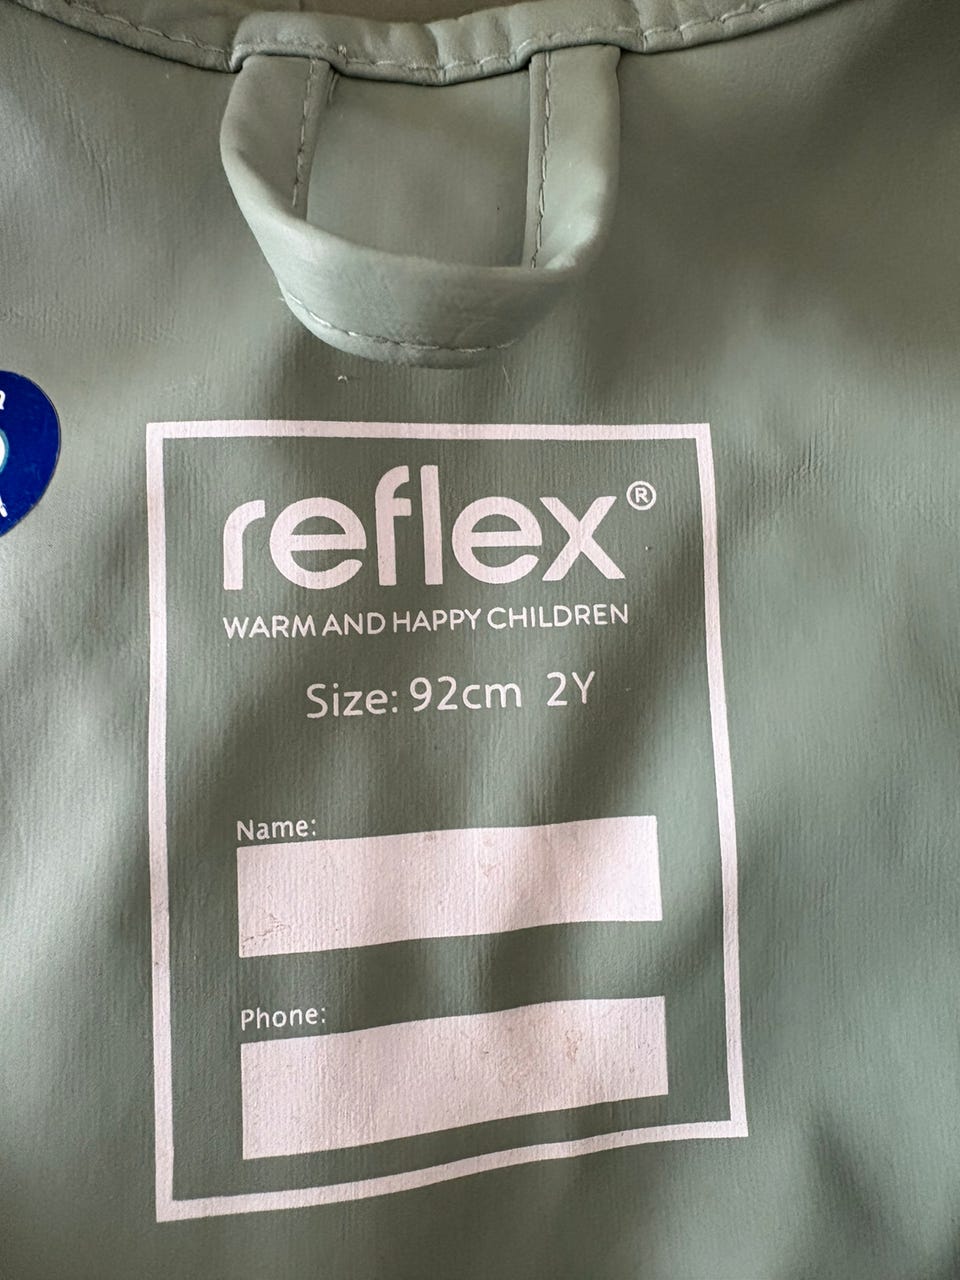 reflex®
WARM AND HAPPY CHILDREN
Size: 92cm 2Y
Name:
Phone: